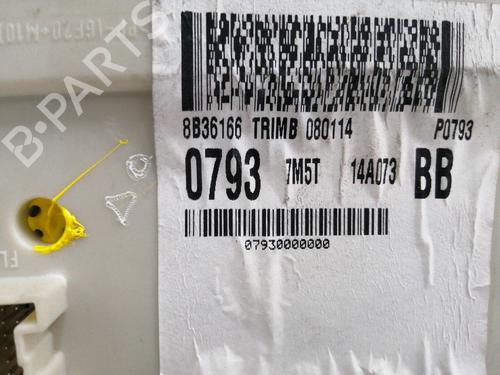 B-PARTS
8B36166 TRIMB 080114 P0793
0793 7M5T 14A073 BB
07930000000